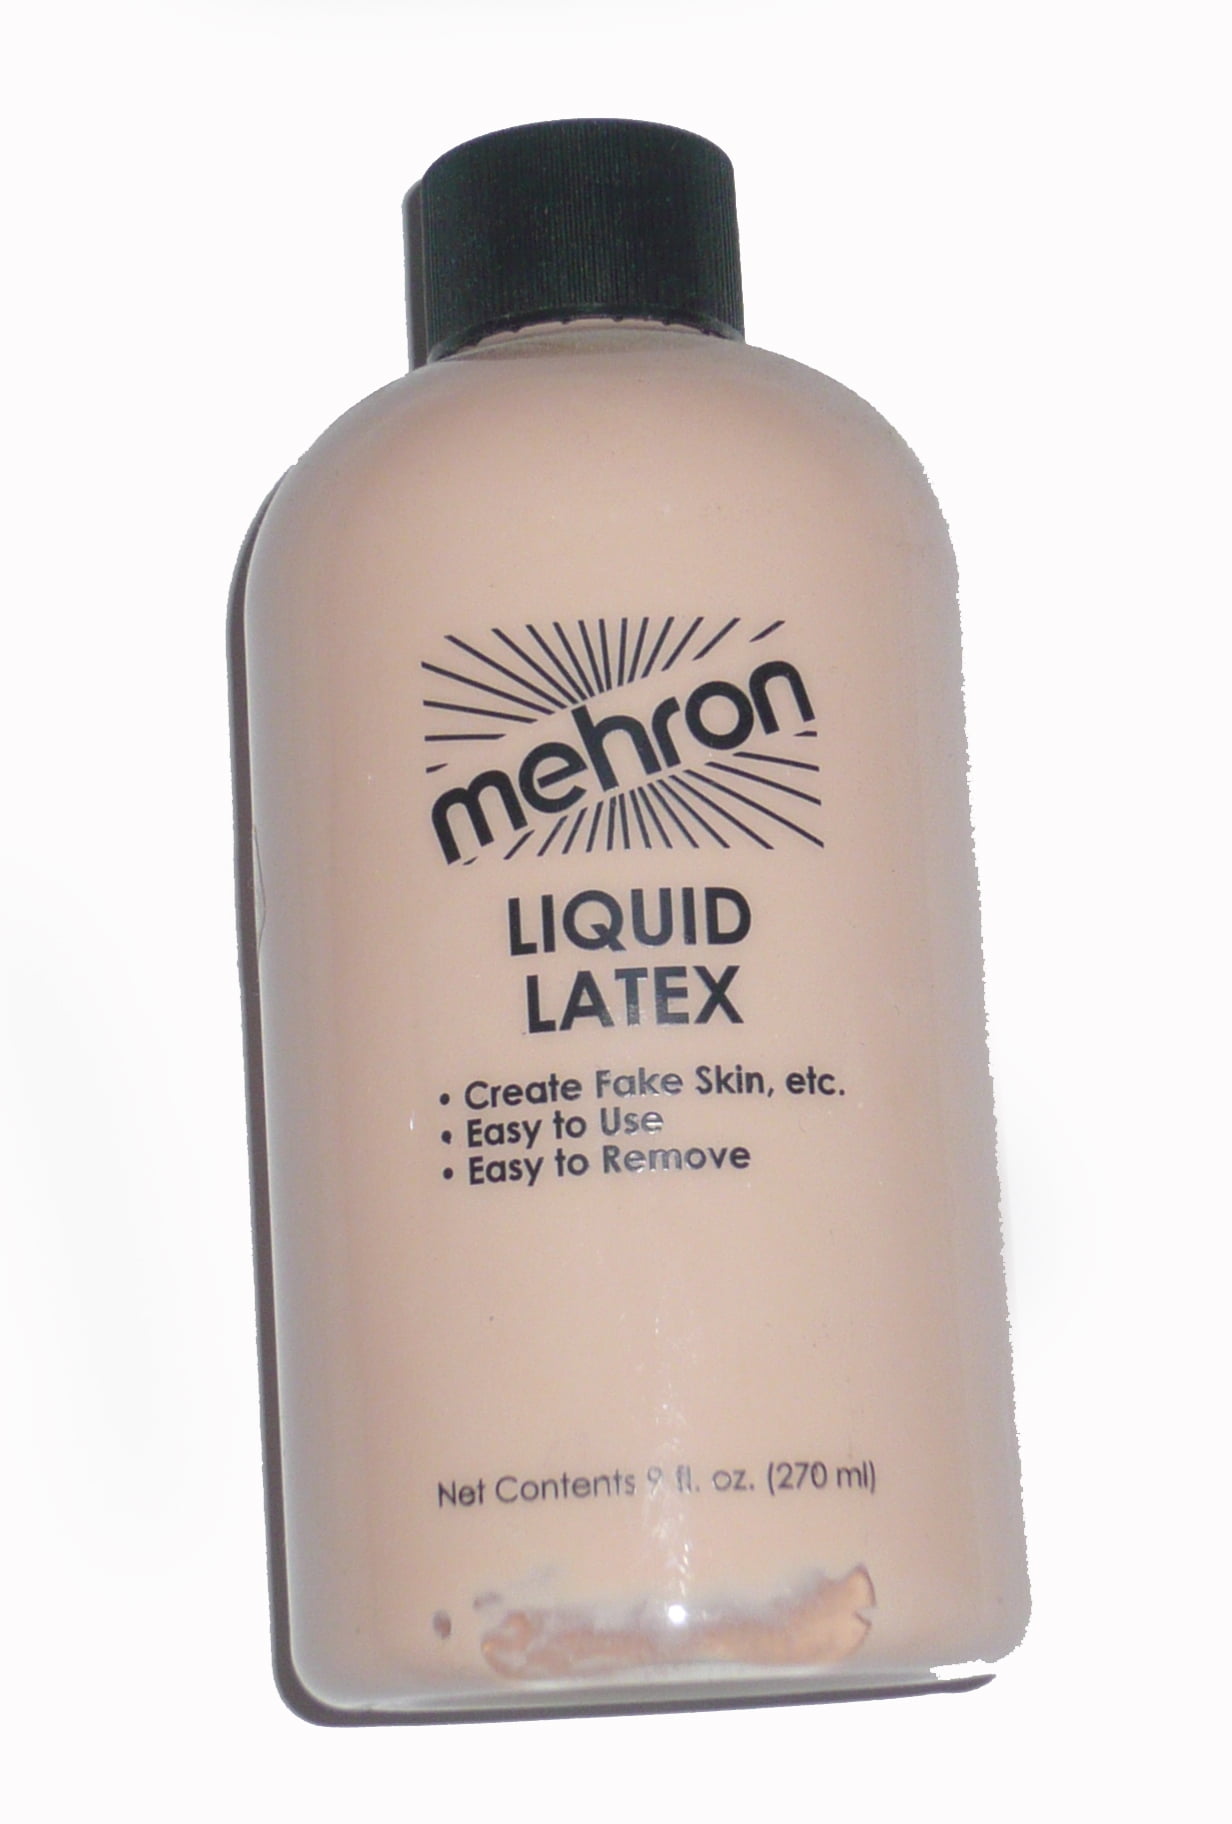 mehron
LIQUID
LATEX
• Create Fake Skin, etc.
• Easy to Use
• Easy to Remove
Net Contents 9 fl. oz. (270 ml)